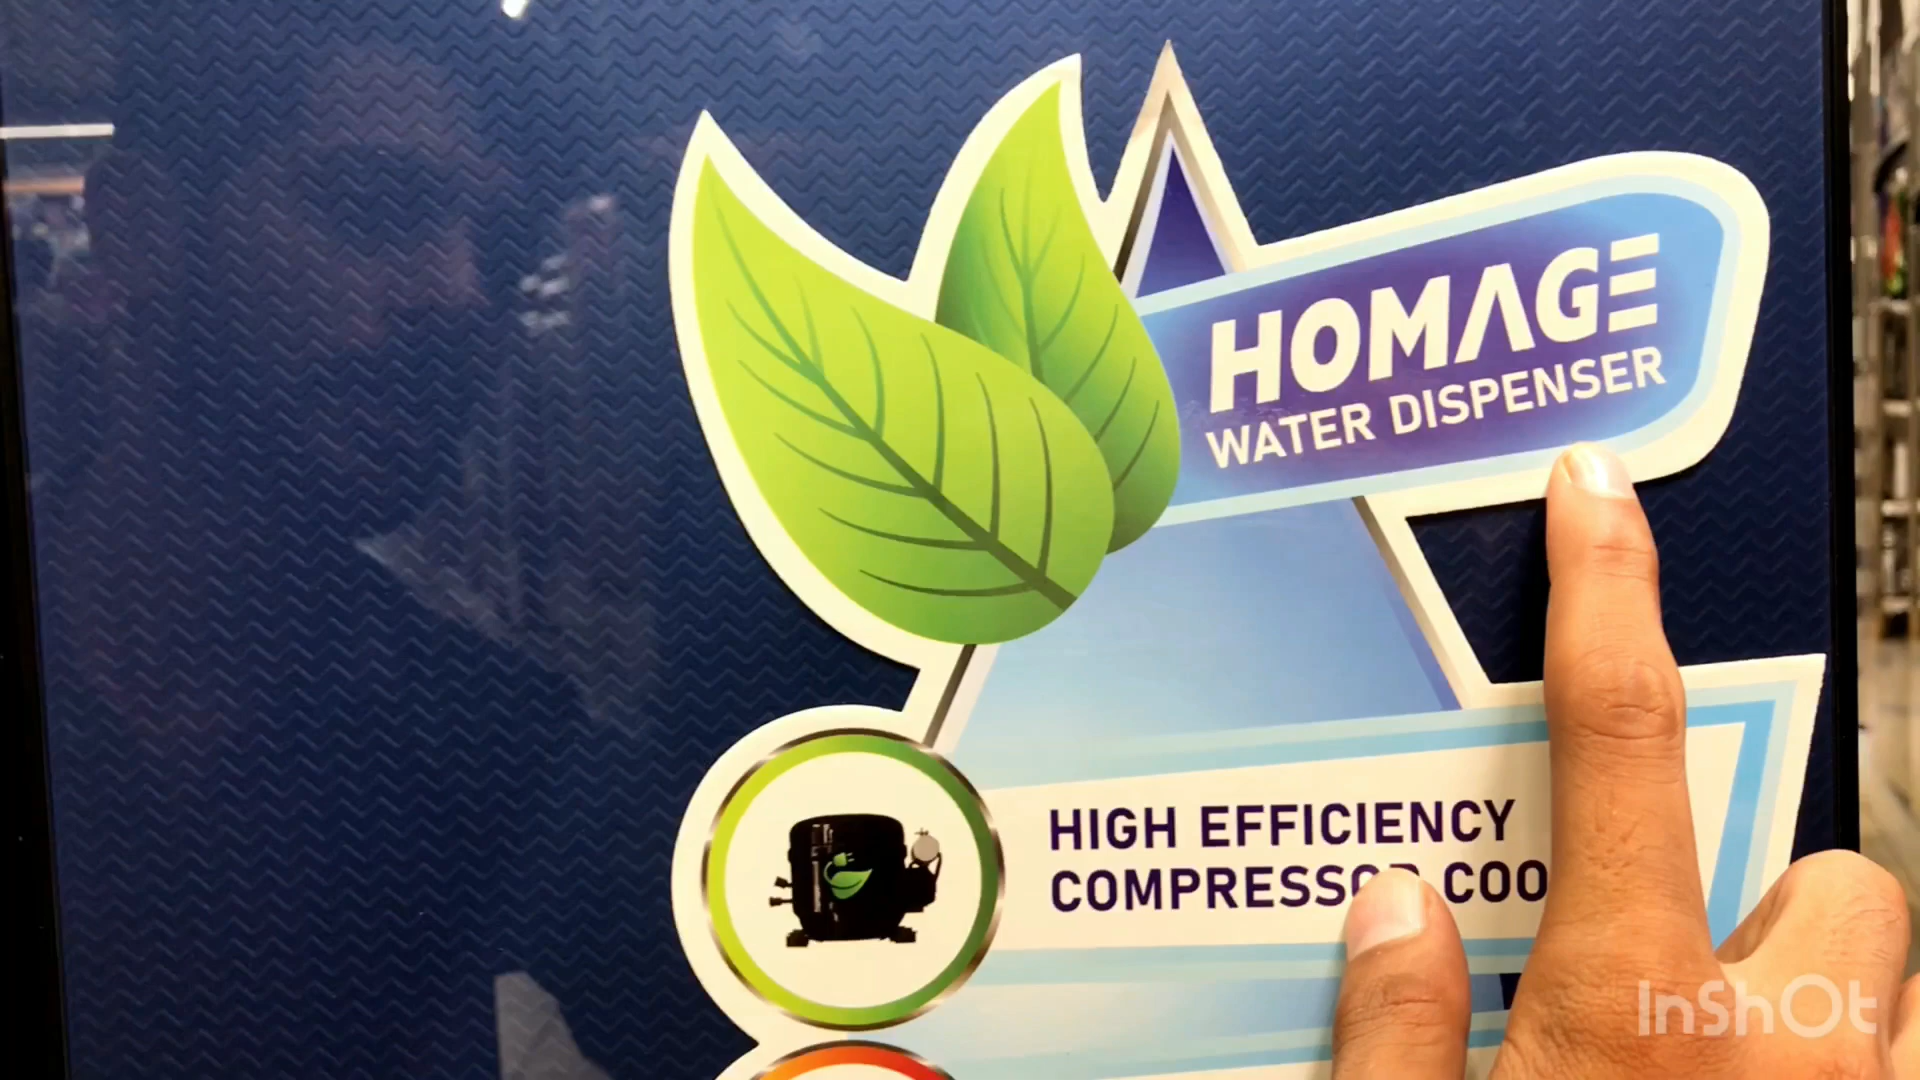 HOMAGE
WATER DISPENSER
HIGH EFFICIENCY
COMPRESSOR
InShOt